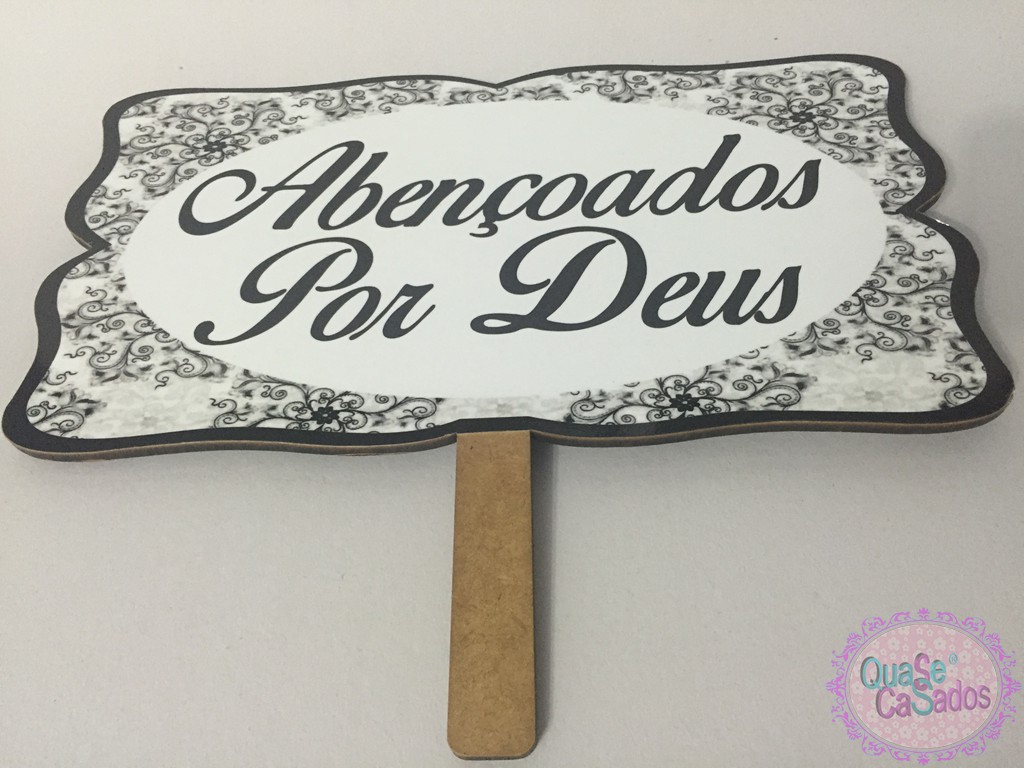 Abençoados
Por Deus
QuaSe
CaSados